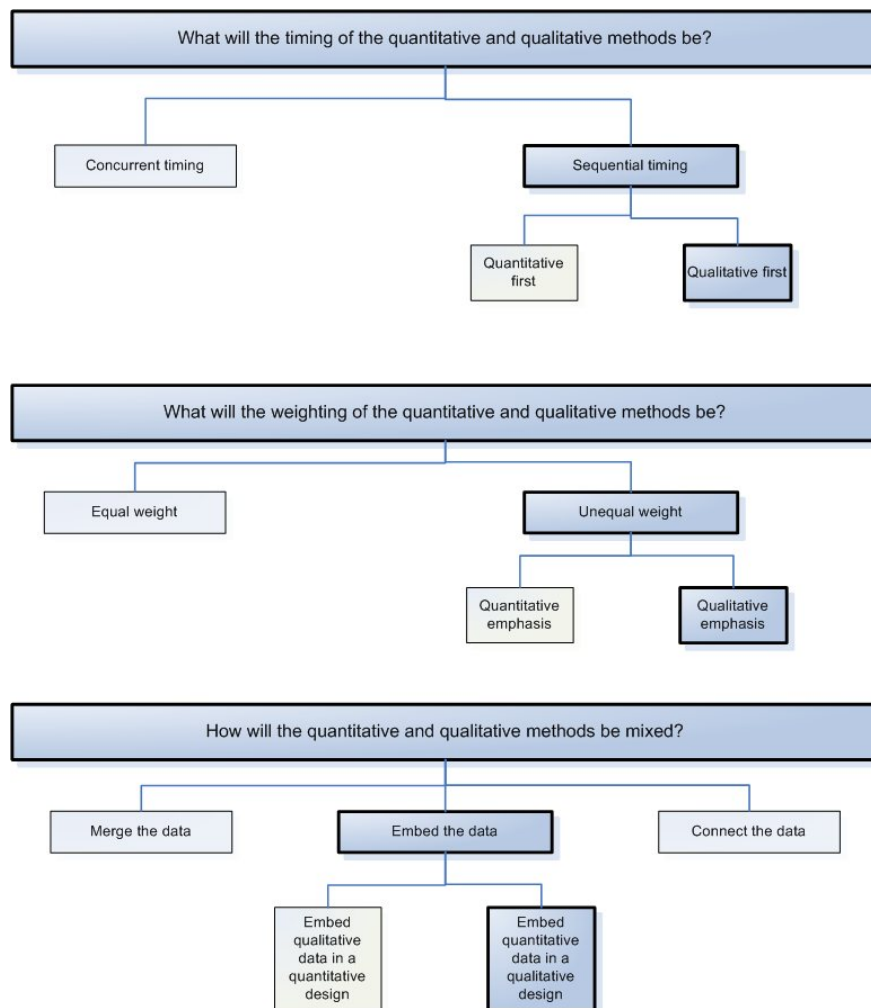 What will the timing of the quantitative and qualitative methods be?
Concurrent timing
Sequential timing
Quantitative
first
Qualitative first
What will the weighting of the quantitative and qualitative methods be?
Equal weight
Unequal weight
Quantitative
emphasis
Qualitative
emphasis
How will the quantitative and qualitative methods be mixed?
Merge the data
Embed the data
Connect the data
Embed
qualitative
data in a
quantitative
design
Embed
quantitative
data in a
qualitative
design